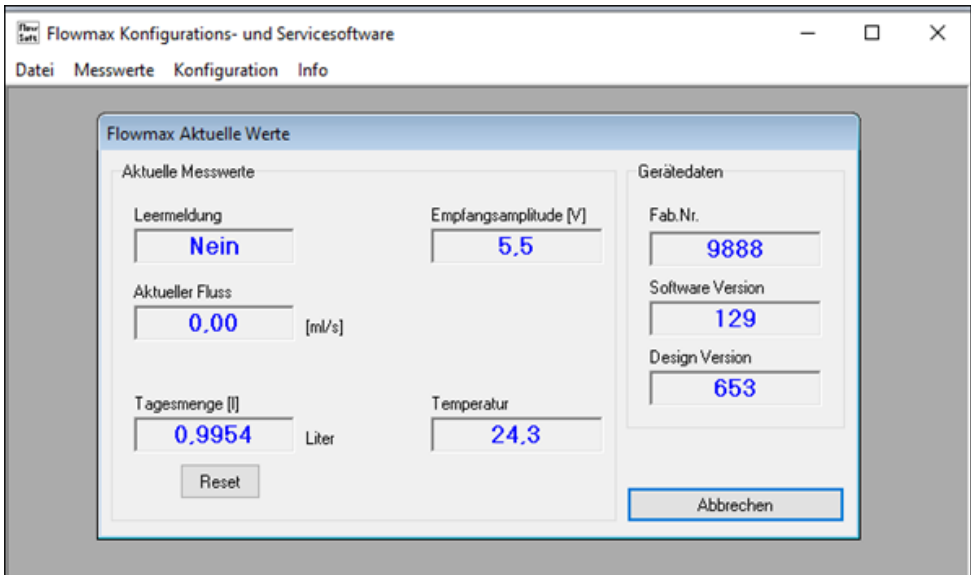 Flow Soft Flowmax Konfigurations- und Servicesoftware
Datei Messwerte Konfiguration Info
Flowmax Aktuelle Werte
Aktuelle Messwerte
Leermeldung
Nein
Empfangsamplitude [V]
5,5
Aktueller Fluss
0,00 [ml/s]
Tagesmenge [l]
0,9954 Liter
Reset
Temperatur
24,3
Gerätedaten
Fab.Nr.
9888
Software Version
129
Design Version
653
Abbrechen